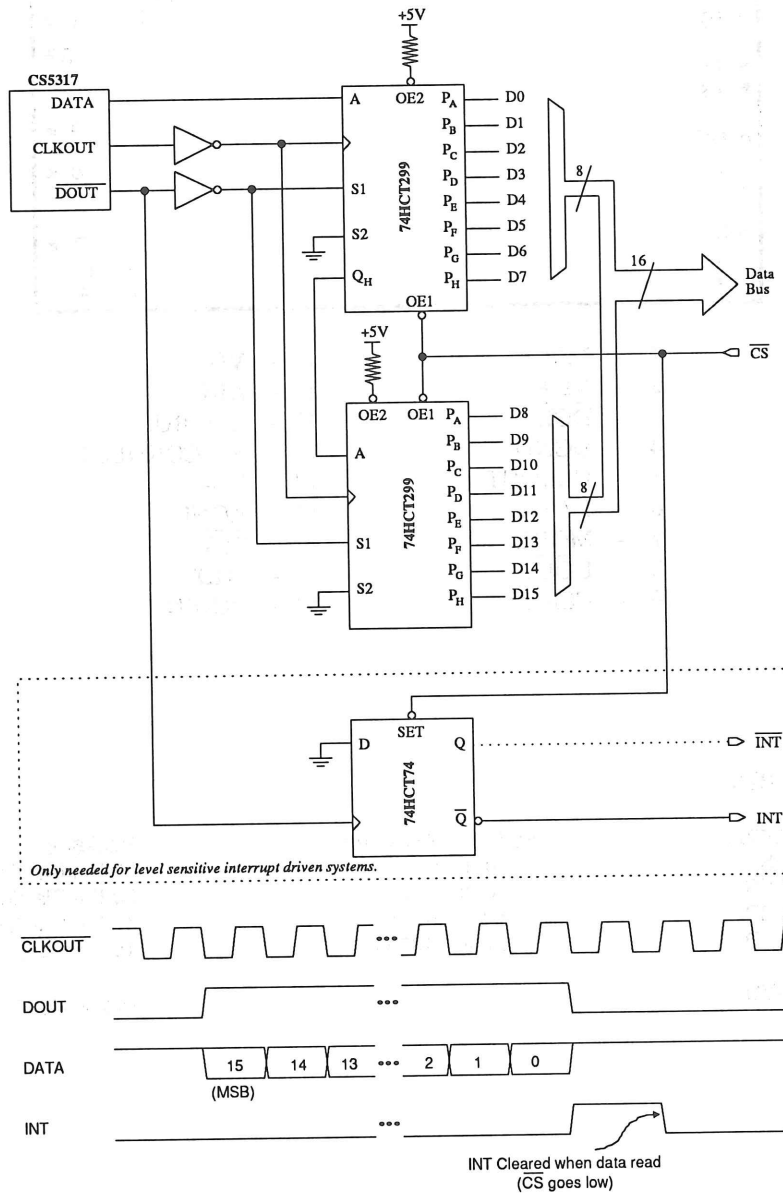 +5V
CS5317
DATA
CLKOUT
DOUT
A
OE2
S1
S2
Q_H
OE1
74HCT299
P_A D0
P_B D1
P_C D2
P_D D3
P_E D4
P_F D5
P_G D6
P_H D7
8
16
Data
Bus
+5V
CS
OE2 OE1
A
S1
S2
74HCT299
P_A D8
P_B D9
P_C D10
P_D D11
P_E D12
P_F D13
P_G D14
P_H D15
8
SET
D
Q
INT
74HCT74
Q
INT
Only needed for level sensitive interrupt driven systems.
CLKOUT
DOUT
DATA
15 14 13 2 1 0
(MSB)
INT
INT Cleared when data read
(CS goes low)